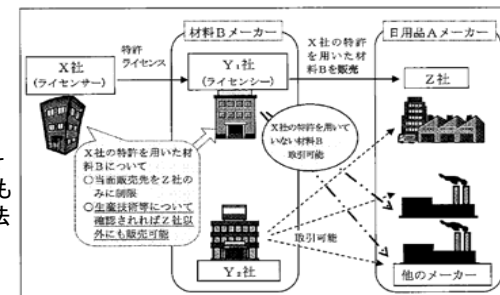 材料Bメーカー
日用品Aメーカー
X社
(ライセンサー)
特許
ライセンス
Y₁社
(ライセンシー)
X社の特許
を用いた材
料Bを販売
Z社
X社の特許を用いて
いない材料B
取引可能
X社の特許を用いた材
料Bについて
○当面販売先をZ社の
みに制限
○生産技術等について
確認されればZ社以
外にも販売可能
取引可能
Y₂社
他のメーカー
も
法